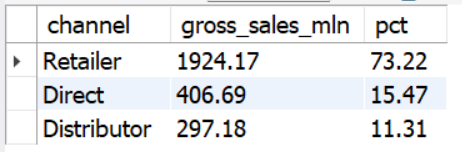 channel gross_sales_mln pct
Retailer 1924.17 73.22
Direct 406.69 15.47
Distributor 297.18 11.31